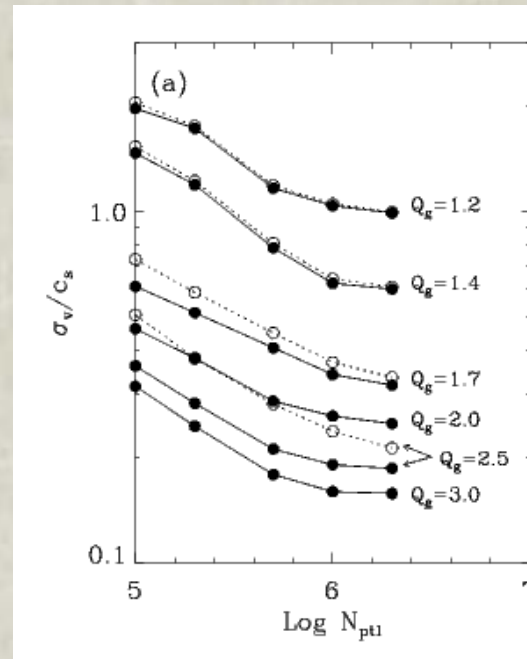 (a)
1.0
0.1
σ_v/c_s
Q_g=1.2
Q_g=1.4
Q_g=1.7
Q_g=2.0
Q_g=2.5
Q_g=3.0
5
6
7
Log N_ptl